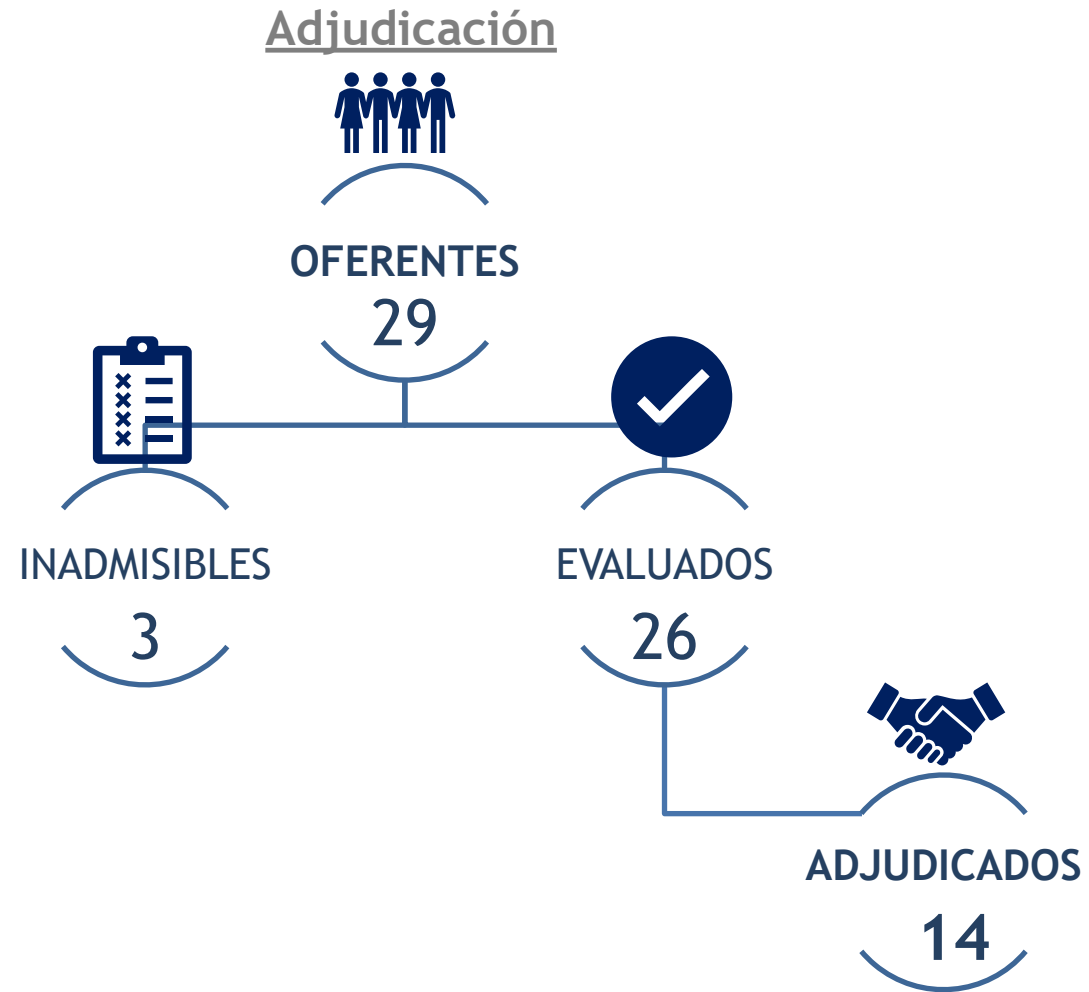 Adjudicación
OFERENTES
29
INADMISIBLES
3
EVALUADOS
26
ADJUDICADOS
14